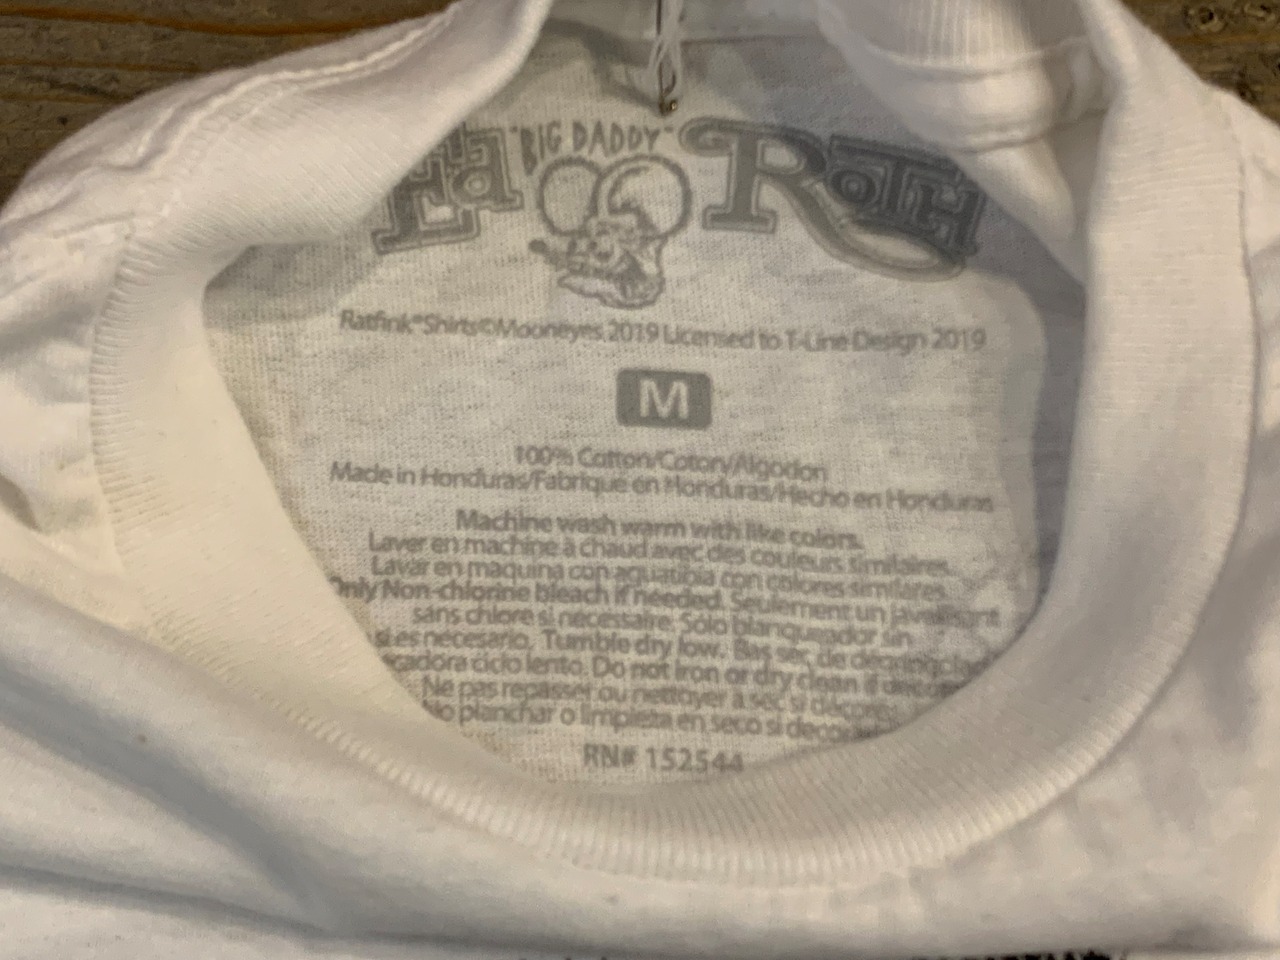 Ed "BIG DADDY" Roth
Ratfink®Shirts©Mooneyes 2019 Licensed to T-Line Design 2019
M
100% Cotton/Coton/Algodon
Made in Honduras/Fabrique en Honduras/Hecho en Honduras
Machine wash warm with like colors.
Laver en machine à chaud avec des couleurs similaires.
Lavar en maquina con aguatibia con colores similares.
Only Non-chlorine bleach if needed. Seulement un javellisant
sans chlore si necessaire. Sólo blanqueador sin
si es necesario. Tumble dry low. Bas sec de
cadora ciclo lento. Do not Iron or dry clean if
Ne pas repasser ou nettoyer à sec si
No planchar o limpieza en seco si
RN# 152544